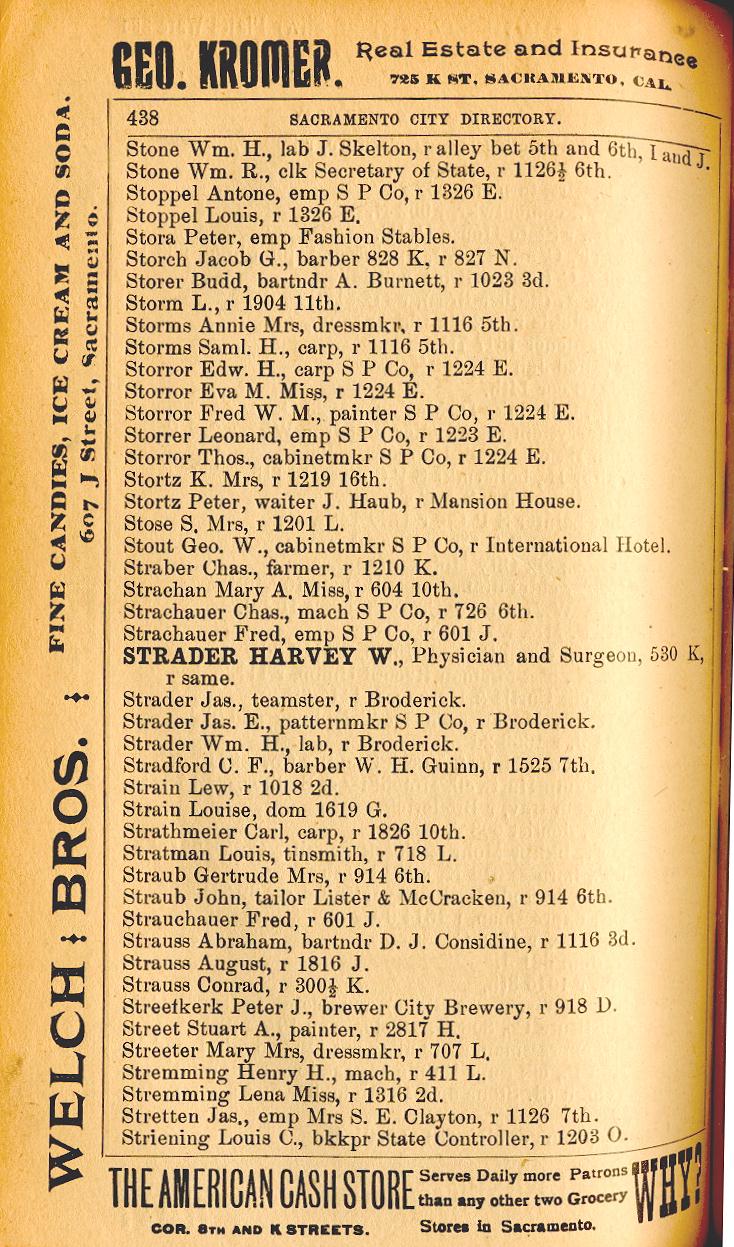 GEO. KROMER. Real Estate and Insurance
725 K ST, SACRAMENTO, CAL.
438 SACRAMENTO CITY DIRECTORY.
Stone Wm. H., lab J. Skelton, r alley bet 5th and 6th, I and J.
Stone Wm. R., clk Secretary of State, r 1126½ 6th.
Stoppel Antone, emp S P Co, r 1326 E.
Stoppel Louis, r 1326 E.
Stora Peter, emp Fashion Stables.
Storch Jacob G., barber 828 K, r 827 N.
Storer Budd, bartndr A. Burnett, r 1023 3d.
Storm L., r 1904 11th.
Storms Annie Mrs, dressmkr, r 1116 5th.
Storms Saml. H., carp, r 1116 5th.
Storror Edw. H., carp S P Co, r 1224 E.
Storror Eva M. Miss, r 1224 E.
Storror Fred W. M., painter S P Co, r 1224 E.
Storrer Leonard, emp S P Co, r 1223 E.
Storror Thos., cabinetmkr S P Co, r 1224 E.
Stortz K. Mrs, r 1219 16th.
Stortz Peter, waiter J. Haub, r Mansion House.
Stose S. Mrs, r 1201 L.
Stout Geo. W., cabinetmkr S P Co, r International Hotel.
Straber Chas., farmer, r 1210 K.
Strachan Mary A. Miss, r 604 10th.
Strachauer Chas., mach S P Co, r 726 6th.
Strachauer Fred, emp S P Co, r 601 J.
STRADER HARVEY W., Physician and Surgeon, 530 K,
r same.
Strader Jas., teamster, r Broderick.
Strader Jas. E., patternmkr S P Co, r Broderick.
Strader Wm. H., lab, r Broderick.
Stradford C. F., barber W. H. Guinn, r 1525 7th.
Strain Lew, r 1018 2d.
Strain Louise, dom 1619 G.
Strathmeier Carl, carp, r 1826 10th.
Stratman Louis, tinsmith, r 718 L.
Straub Gertrude Mrs, r 914 6th.
Straub John, tailor Lister & McCracken, r 914 6th.
Strauchauer Fred, r 601 J.
Strauss Abraham, bartndr D. J. Considine, r 1116 3d.
Strauss August, r 1816 J.
Strauss Conrad, r 300½ K.
Streefkerk Peter J., brewer City Brewery, r 918 D.
Street Stuart A., painter, r 2817 H.
Streeter Mary Mrs, dressmkr, r 707 L.
Stremming Henry H., mach, r 411 L.
Stremming Lena Miss, r 1316 2d.
Stretten Jas., emp Mrs S. E. Clayton, r 1126 7th.
Striening Louis C., bkkpr State Controller, r 1203 O.
WELCH BROS. FINE CANDIES, ICE CREAM AND SODA.
607 J Street, Sacramento.
THE AMERICAN CASH STORE
COR. 8TH AND K STREETS.
Serves Daily more Patrons
than any other two Grocery
Stores in Sacramento.
WHY?